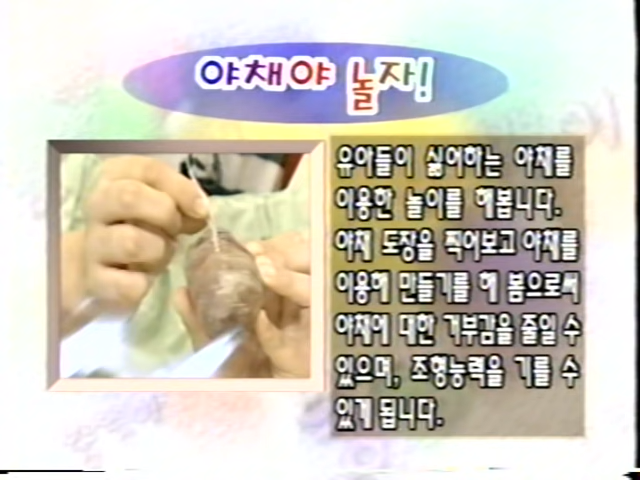 야채야 놀자!
유아들이 싫어하는 야채를
이용한 놀이를 해봅니다.
야채 도장을 찍어보고 야채를
이용해 만들기를 해 봄으로써
야채에 대한 거부감을 줄일 수
있으며, 조형능력을 기를 수
있게 됩니다.